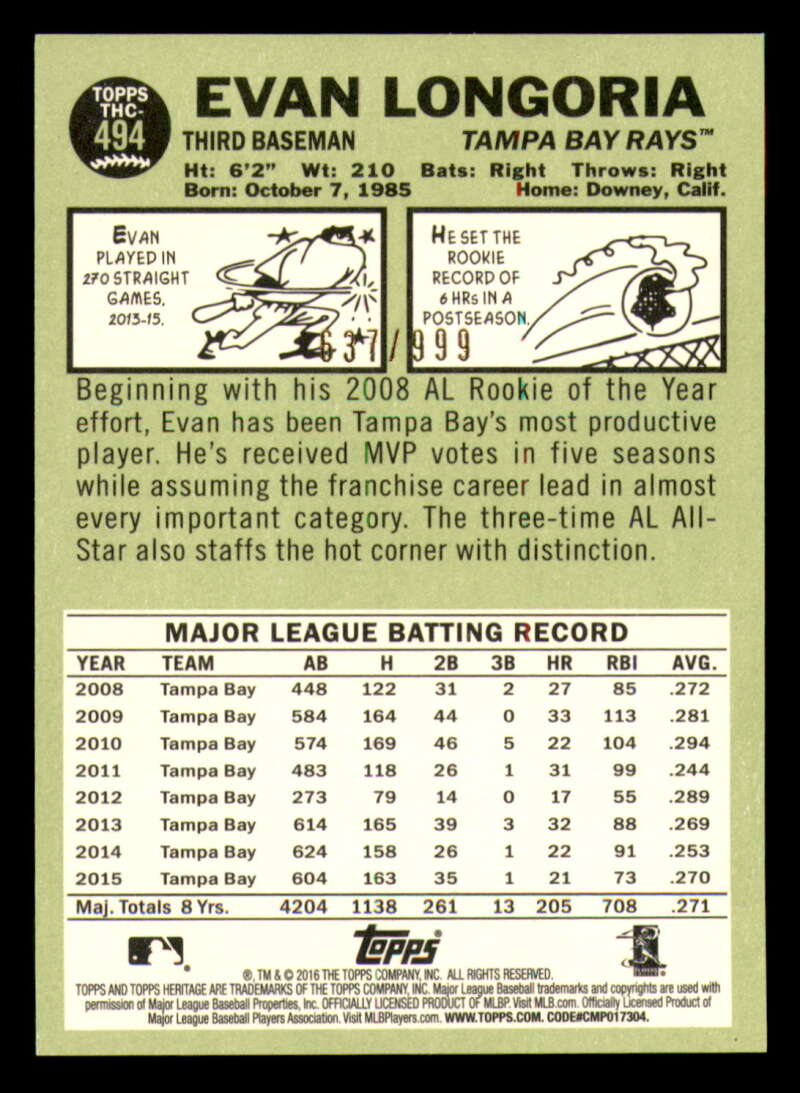 TOPPS
THC-
494
EVAN LONGORIA
THIRD BASEMAN TAMPA BAY RAYS™
Ht: 6'2" Wt: 210 Bats: Right Throws: Right
Born: October 7, 1985 Home: Downey, Calif.
EVAN
PLAYED IN
270 STRAIGHT
GAMES,
2013-15.
HE SET THE
ROOKIE
RECORD OF
6 HRs IN A
POSTSEASON.
637/999
Beginning with his 2008 AL Rookie of the Year
effort, Evan has been Tampa Bay's most productive
player. He's received MVP votes in five seasons
while assuming the franchise career lead in almost
every important category. The three-time AL All-
Star also staffs the hot corner with distinction.
MAJOR LEAGUE BATTING RECORD
YEAR TEAM AB H 2B 3B HR RBI AVG.
2008 Tampa Bay 448 122 31 2 27 85 .272
2009 Tampa Bay 584 164 44 0 33 113 .281
2010 Tampa Bay 574 169 46 5 22 104 .294
2011 Tampa Bay 483 118 26 1 31 99 .244
2012 Tampa Bay 273 79 14 0 17 55 .289
2013 Tampa Bay 614 165 39 3 32 88 .269
2014 Tampa Bay 624 158 26 1 22 91 .253
2015 Tampa Bay 604 163 35 1 21 73 .270
Maj. Totals 8 Yrs. 4204 1138 261 13 205 708 .271
topps®
®, TM & © 2016 THE TOPPS COMPANY, INC. ALL RIGHTS RESERVED.
TOPPS AND TOPPS HERITAGE ARE TRADEMARKS OF THE TOPPS COMPANY, INC. Major League Baseball trademarks and copyrights are used with
permission of Major League Baseball Properties, Inc. OFFICIALLY LICENSED PRODUCT OF MLBP. Visit MLB.com. Officially Licensed Product of
Major League Baseball Players Association. Visit MLBPlayers.com. WWW.TOPPS.COM. CODE#CMP017304.